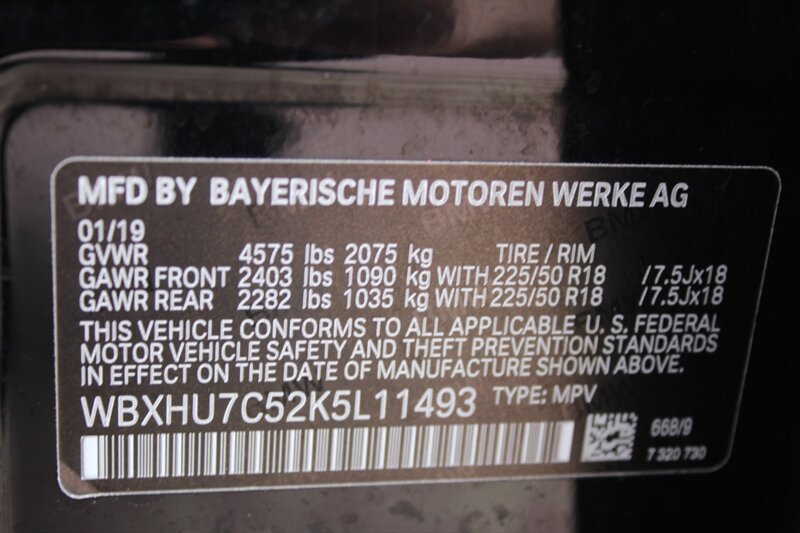 MFD BY BAYERISCHE MOTOREN WERKE AG
01/19
GVWR 4575 lbs 2075 kg TIRE / RIM
GAWR FRONT 2403 lbs 1090 kg WITH 225/50 R18 /7.5Jx18
GAWR REAR 2282 lbs 1035 kg WITH 225/50 R18 /7.5Jx18
THIS VEHICLE CONFORMS TO ALL APPLICABLE U. S. FEDERAL
MOTOR VEHICLE SAFETY AND THEFT PREVENTION STANDARDS
IN EFFECT ON THE DATE OF MANUFACTURE SHOWN ABOVE.
WBXHU7C52K5L11493 TYPE: MPV
668/9
7 320 730